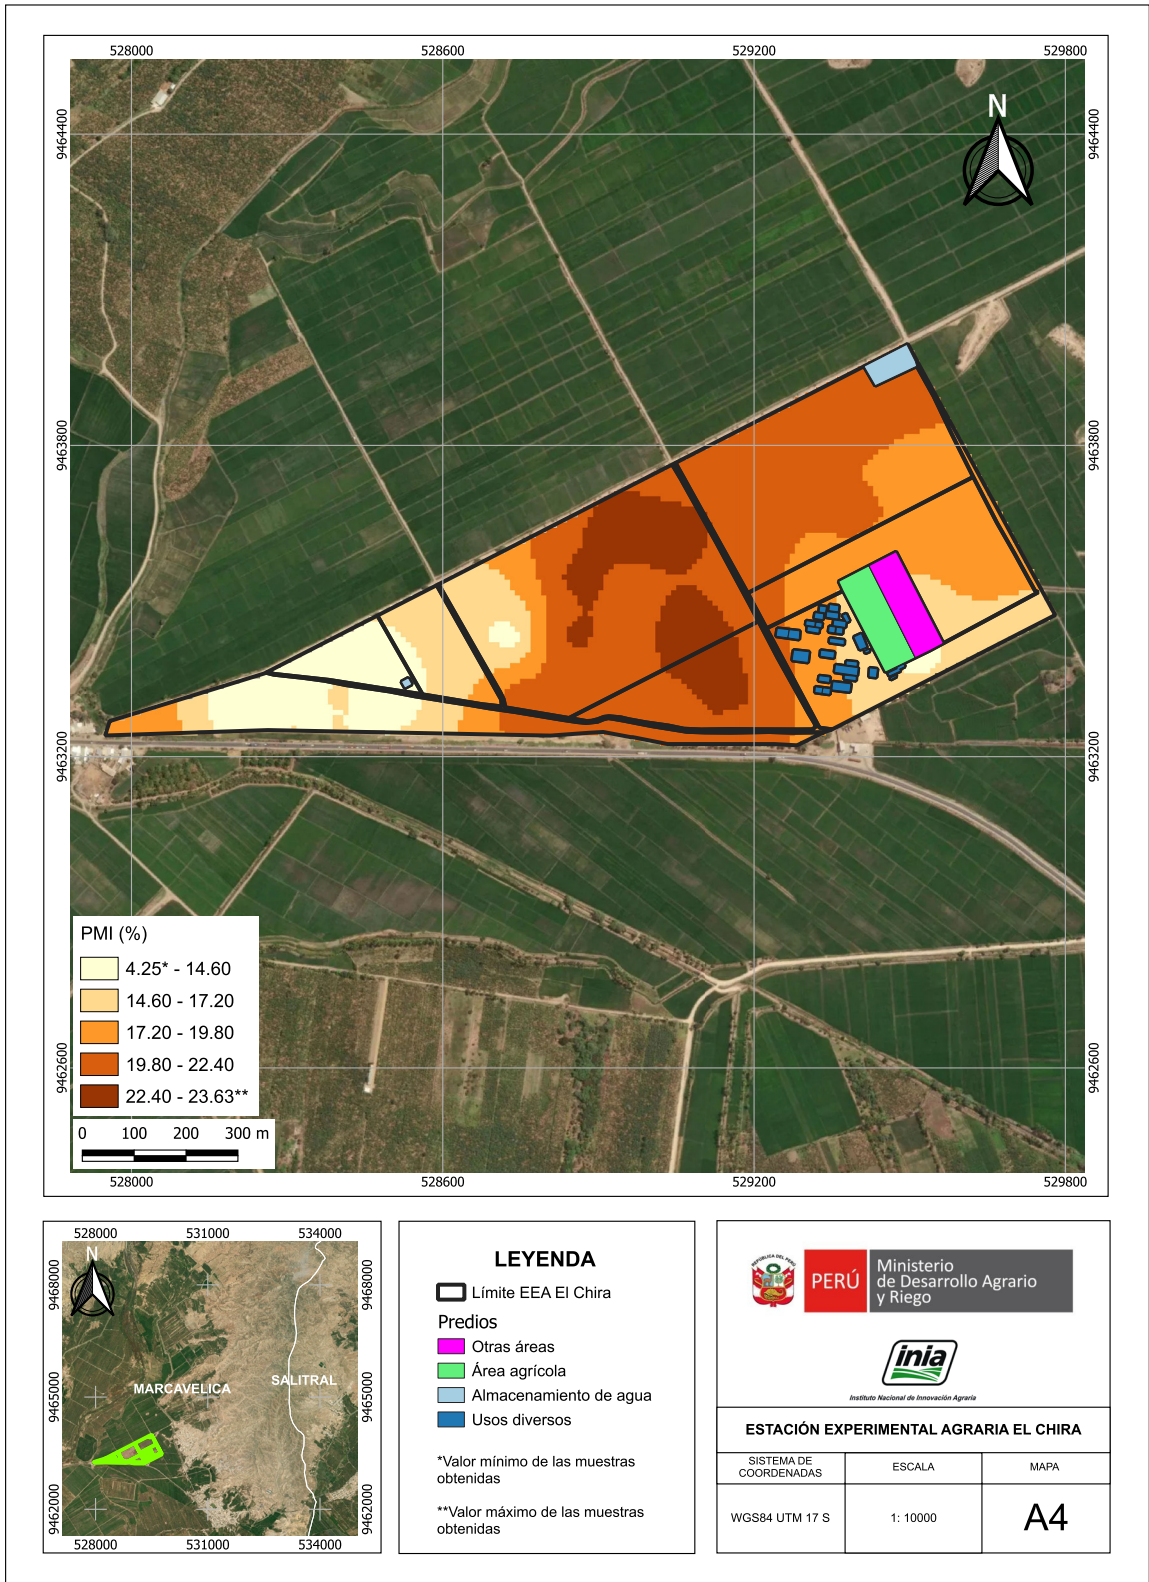 528000 528600 529200 529800
N
9464400 9464400
9463800 9463800
9463200 9463200
9462600 9462600
PMI (%)
4.25* - 14.60
14.60 - 17.20
17.20 - 19.80
19.80 - 22.40
22.40 - 23.63**
0 100 200 300 m
528000 528600 529200 529800
528000 531000 534000
N
9468000 9468000
MARCAVELICA SALITRAL
9465000 9465000
9462000 9462000
528000 531000 534000
LEYENDA
Límite EEA El Chira
Predios
Otras áreas
Área agrícola
Almacenamiento de agua
Usos diversos
*Valor mínimo de las muestras
obtenidas
**Valor máximo de las muestras
obtenidas
REPÚBLICA DEL PERÚ
PERÚ
Ministerio
de Desarrollo Agrario
y Riego
inia
Instituto Nacional de Innovación Agraria
ESTACIÓN EXPERIMENTAL AGRARIA EL CHIRA
SISTEMA DE
COORDENADAS
ESCALA
MAPA
WGS84 UTM 17 S
1: 10000
A4